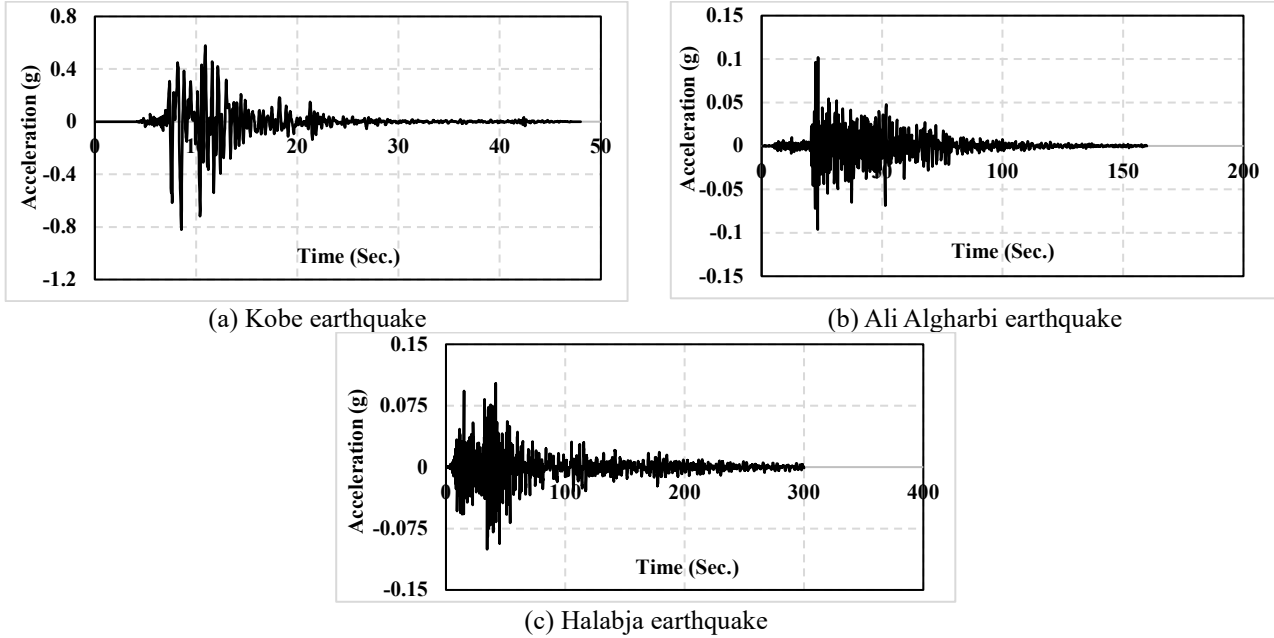 0.8
0.4
0
-0.4
-0.8
-1.2
Acceleration (g)
0 10 20 30 40 50
Time (Sec.)
(a) Kobe earthquake
0.15
0.1
0.05
0
-0.05
-0.1
-0.15
Acceleration (g)
0 50 100 150 200
Time (Sec.)
(b) Ali Algharbi earthquake
0.15
0.075
0
-0.075
-0.15
Acceleration (g)
0 100 200 300 400
Time (Sec.)
(c) Halabja earthquake